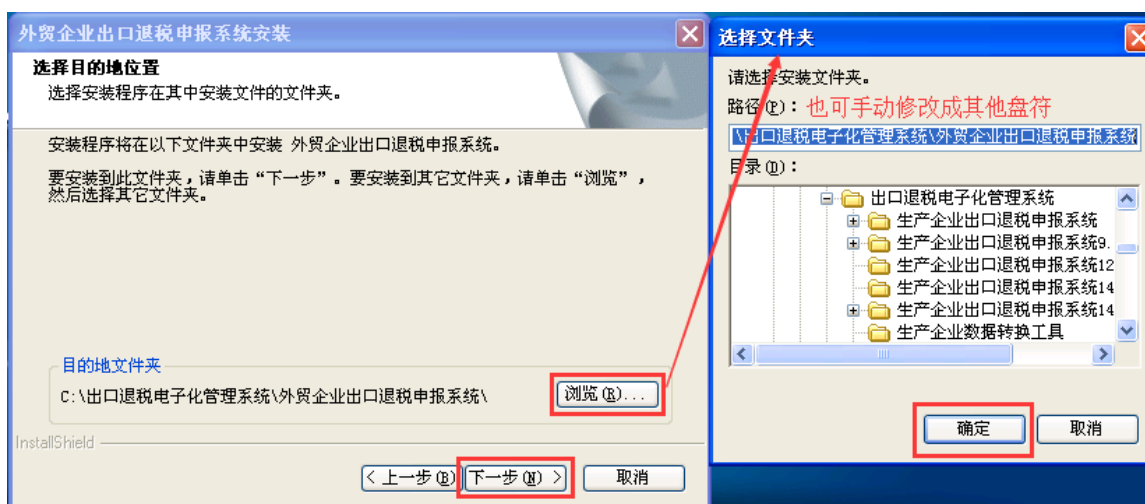 外贸企业出口退税申报系统安装
选择目的地位置
选择安装程序在其中安装文件的文件夹。
安装程序将在以下文件夹中安装 外贸企业出口退税申报系统。
要安装到此文件夹，请单击“下一步”。要安装到其它文件夹，请单击“浏览”，
然后选择其它文件夹。
目的地文件夹
C:\出口退税电子化管理系统\外贸企业出口退税申报系统\
浏览(R)...
InstallShield
< 上一步(B)
下一步(N) >
取消
选择文件夹
请选择安装文件夹。
路径(P)：也可手动修改成其他盘符
\出口退税电子化管理系统\外贸企业出口退税申报系统
目录(D)：
出口退税电子化管理系统
生产企业出口退税申报系统
生产企业出口退税申报系统9.
生产企业出口退税申报系统12
生产企业出口退税申报系统14
生产企业出口退税申报系统14
生产企业数据转换工具
确定
取消